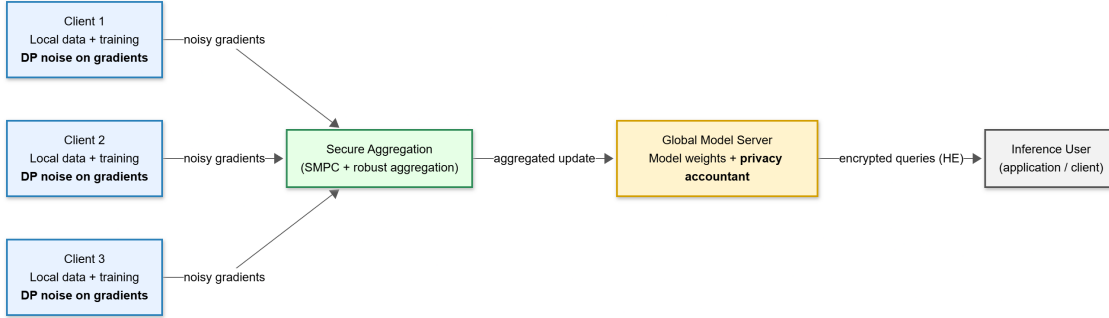 Client 1
Local data + training
DP noise on gradients
noisy gradients
Client 2
Local data + training
DP noise on gradients
noisy gradients
Secure Aggregation
(SMPC + robust aggregation)
aggregated update
Global Model Server
Model weights + privacy
accountant
encrypted queries (HE)
Inference User
(application / client)
Client 3
Local data + training
DP noise on gradients
noisy gradients